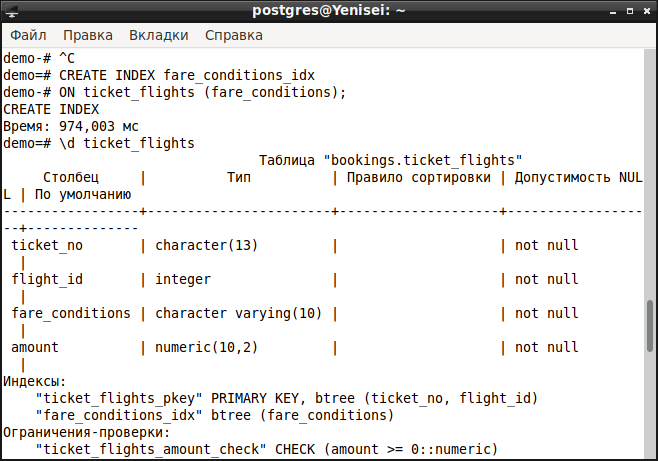 postgres@Yenisei: ~
Файл Правка Вкладки Справка
demo-# ^C
demo=# CREATE INDEX fare_conditions_idx
demo-# ON ticket_flights (fare_conditions);
CREATE INDEX
Время: 974,003 мс
demo=# \d ticket_flights
Таблица "bookings.ticket_flights"
Столбец | Тип | Правило сортировки | Допустимость NUL
L | По умолчанию
-----------------+-----------------------+--------------------+-----------------
--+--------------
ticket_no | character(13) | | not null
|
flight_id | integer | | not null
|
fare_conditions | character varying(10) | | not null
|
amount | numeric(10,2) | | not null
|
Индексы:
"ticket_flights_pkey" PRIMARY KEY, btree (ticket_no, flight_id)
"fare_conditions_idx" btree (fare_conditions)
Ограничения-проверки:
"ticket_flights_amount_check" CHECK (amount >= 0::numeric)